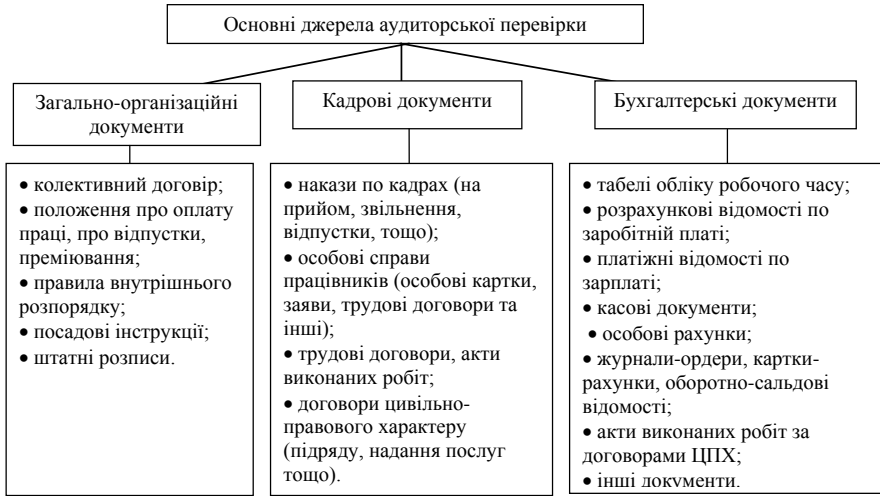 Основні джерела аудиторської перевірки
Загально-організаційні
документи
Кадрові документи
Бухгалтерські документи
• колективний договір;
• положення про оплату
праці, про відпустки,
преміювання;
• правила внутрішнього
розпорядку;
• посадові інструкції;
• штатні розписи.
• накази по кадрах (на
прийом, звільнення,
відпустки, тощо);
• особові справи
працівників (особові картки,
заяви, трудові договори та
інші);
• трудові договори, акти
виконаних робіт;
• договори цивільно-
правового характеру
(підряду, надання послуг
тощо).
• табелі обліку робочого часу;
• розрахункові відомості по
заробітній платі;
• платіжні відомості по
зарплаті;
• касові документи;
• особові рахунки;
• журнали-ордери, картки-
рахунки, оборотно-сальдові
відомості;
• акти виконаних робіт за
договорами ЦПХ;
• інші документи.